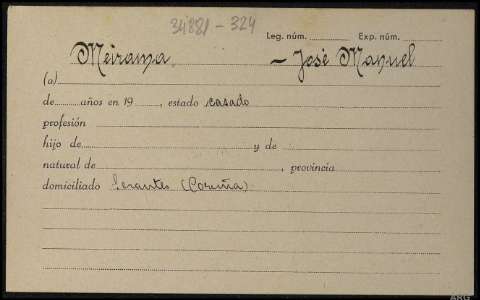 34881 - 324
Leg. núm. Exp. núm.
Meirama. - José Manuel
(a)
de años en 19 , estado casado
profesión
hijo de y de
natural de , provincia
domiciliado Serantes (Coruña)
ARG